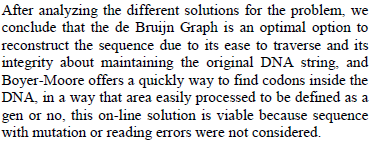 After analyzing the different solutions for the problem, we
conclude that the de Bruijn Graph is an optimal option to
reconstruct the sequence due to its ease to traverse and its
integrity about maintaining the original DNA string, and
Boyer-Moore offers a quickly way to find codons inside the
DNA, in a way that area easily processed to be defined as a
gen or no, this on-line solution is viable because sequence
with mutation or reading errors were not considered.